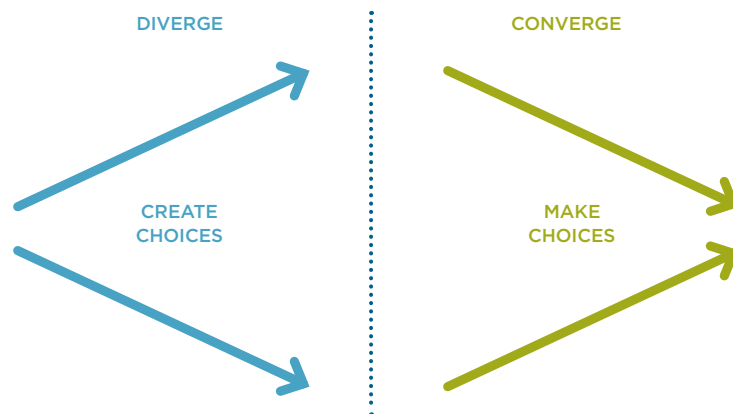 DIVERGE
CONVERGE
CREATE
CHOICES
MAKE
CHOICES